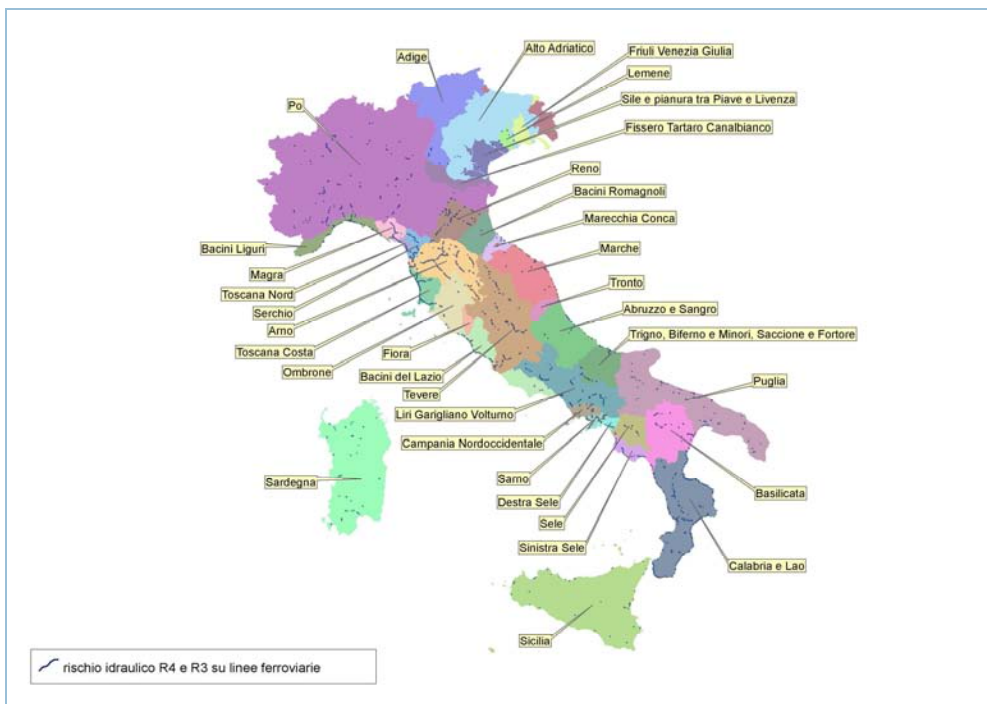 Alto Adriatico
Friuli Venezia Giulia
Adige
Lemene
Sile e pianura tra Piave e Livenza
Po
Fissero Tartaro Canalbianco
Reno
Bacini Romagnoli
Marecchia Conca
Bacini Liguri
Marche
Magra
Tronto
Toscana Nord
Serchio
Abruzzo e Sangro
Arno
Trigno, Biferno e Minori, Saccione e Fortore
Toscana Costa
Fiora
Ombrone
Bacini del Lazio
Puglia
Tevere
Liri Garigliano Volturno
Campania Nordoccidentale
Sarno
Sardegna
Basilicata
Destra Sele
Sele
Sinistra Sele
Calabria e Lao
Sicilia
rischio idraulico R4 e R3 su linee ferroviarie